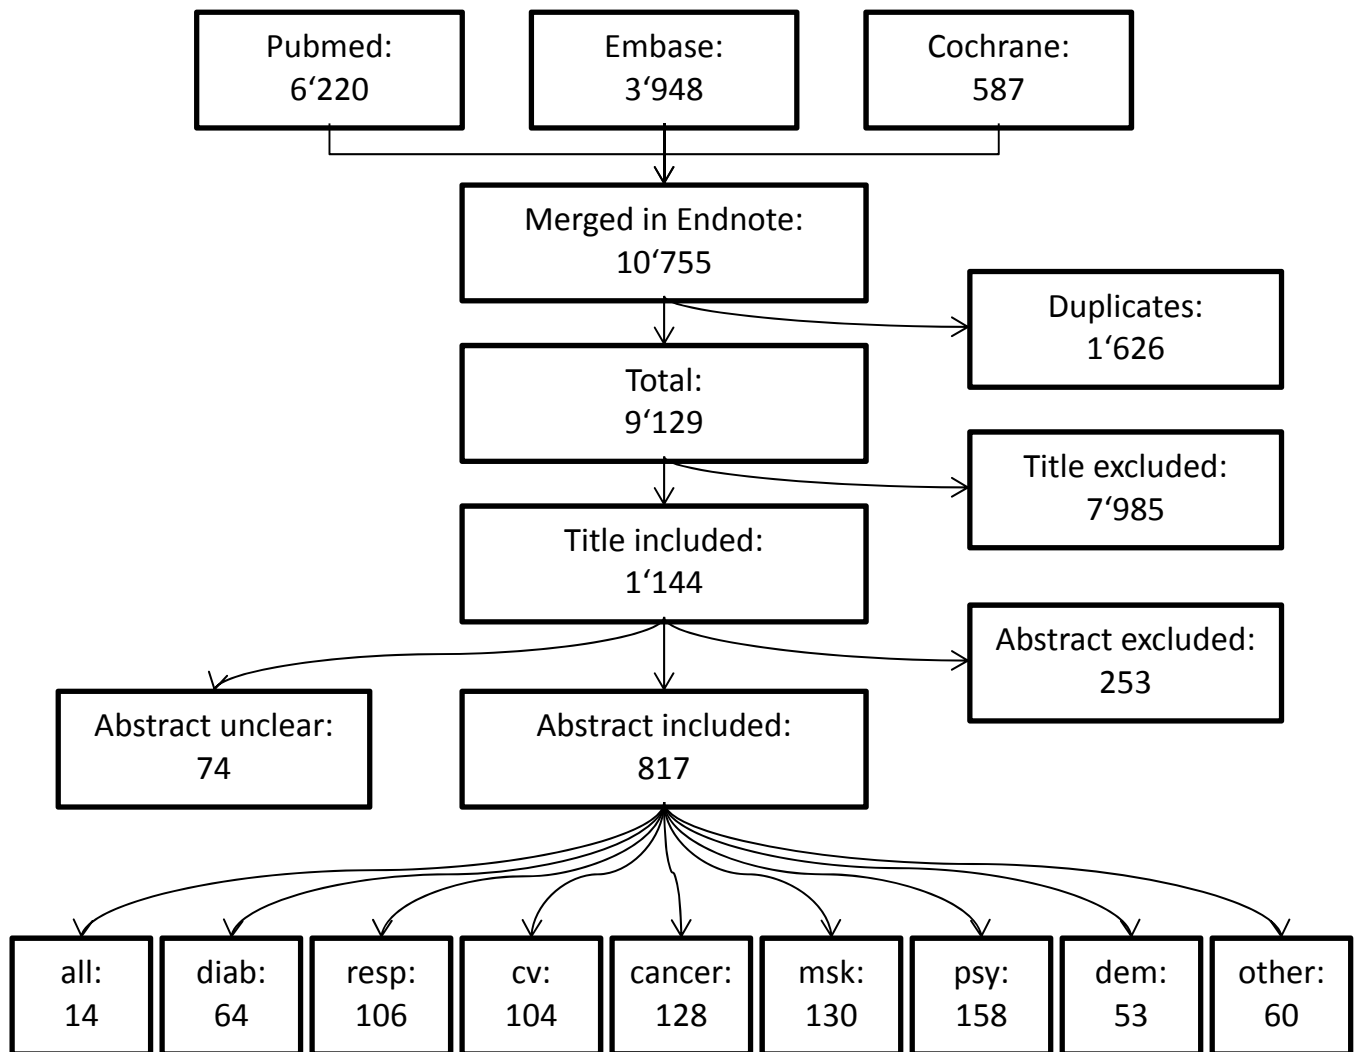 Pubmed:
6‘220
Embase:
3‘948
Cochrane:
587
Merged in Endnote:
10‘755
Duplicates:
1‘626
Total:
9‘129
Title excluded:
7‘985
Title included:
1‘144
Abstract excluded:
253
Abstract unclear:
74
Abstract included:
817
all:
14
diab:
64
resp:
106
cv:
104
cancer:
128
msk:
130
psy:
158
dem:
53
other:
60